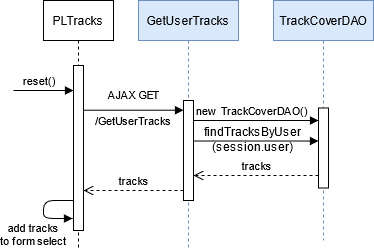 PLTracks
GetUserTracks
TrackCoverDAO
reset()
AJAX GET
/GetUserTracks
new TrackCoverDAO()
findTracksByUser
(session.user)
tracks
tracks
add tracks
to form select